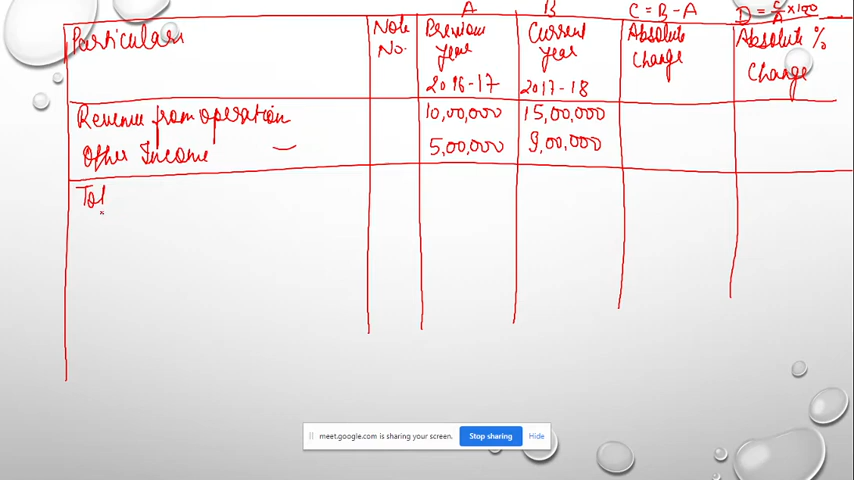 A B C = B - A D = C/A x100
Particulars Note No. Previous year 2016-17 Current year 2017-18 Absolute Change Absolute % Change
Revenue from operation 10,00,000 15,00,000
Other Income 5,00,000 9,00,000
Tot
meet.google.com is sharing your screen. Stop sharing Hide